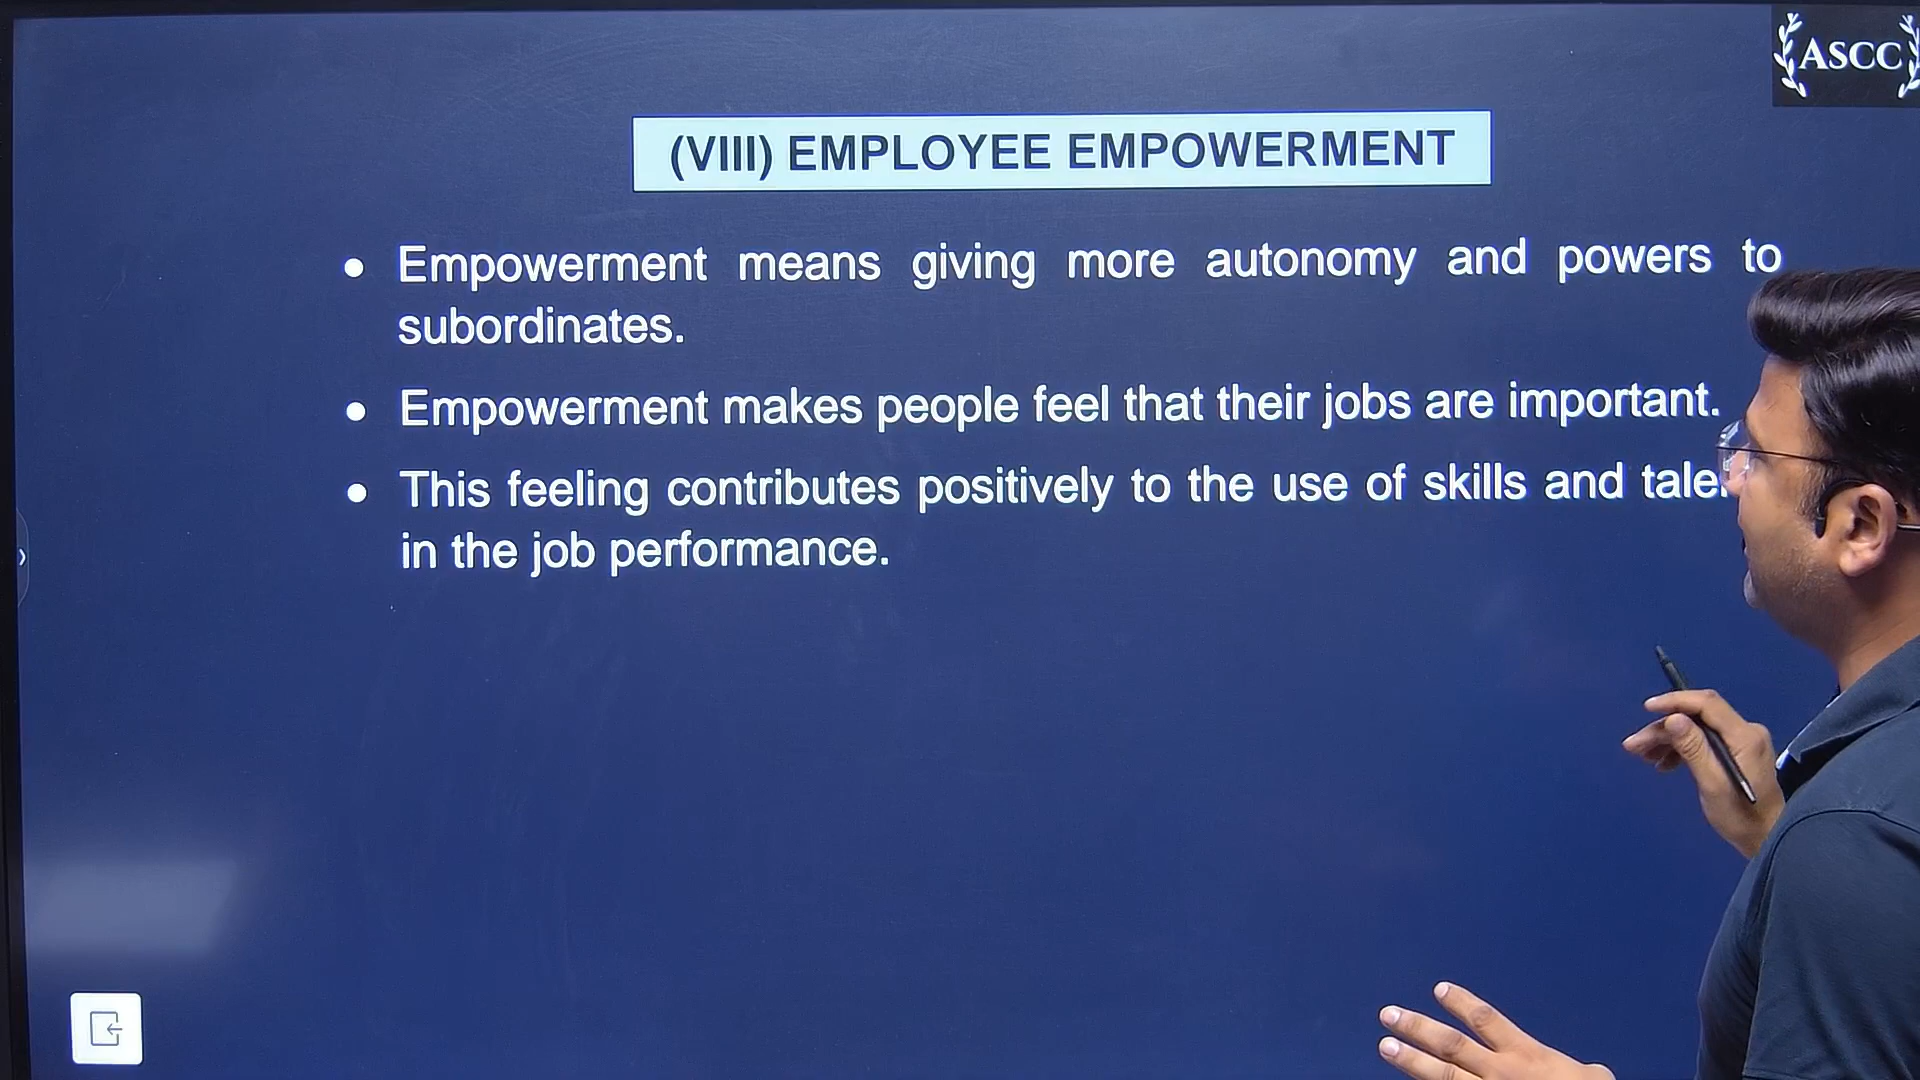 ASCC
(VIII) EMPLOYEE EMPOWERMENT
• Empowerment means giving more autonomy and powers to
subordinates.
• Empowerment makes people feel that their jobs are important.
• This feeling contributes positively to the use of skills and
in the job performance.